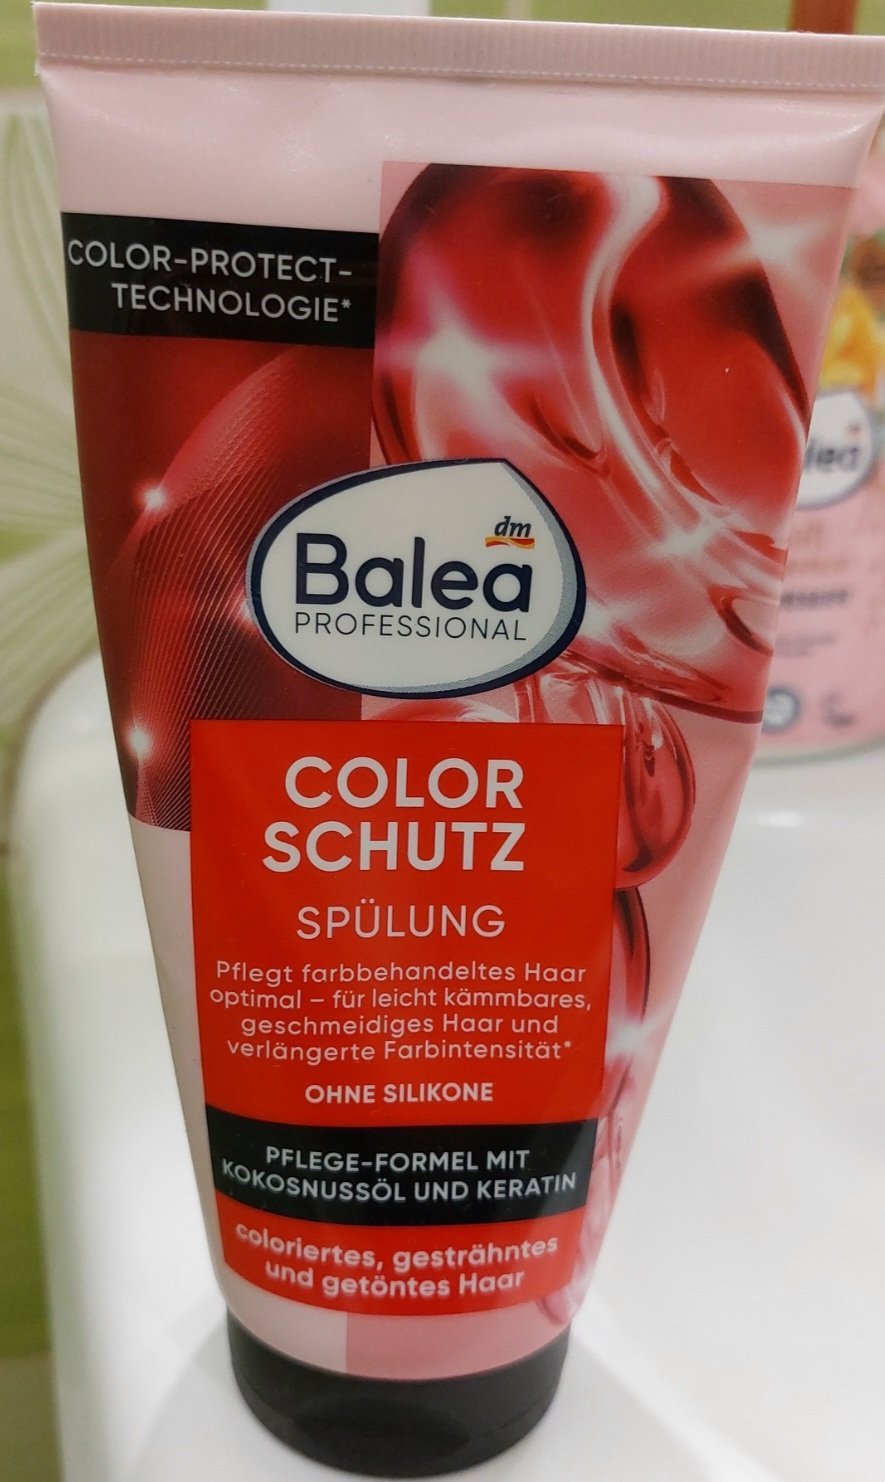 COLOR-PROTECT-
TECHNOLOGIE*
dm
Balea
PROFESSIONAL
COLOR
SCHUTZ
SPÜLUNG
Pflegt farbbehandeltes Haar
optimal – für leicht kämmbares,
geschmeidiges Haar und
verlängerte Farbintensität*
OHNE SILIKONE
PFLEGE-FORMEL MIT
KOKOSNUSSÖL UND KERATIN
coloriertes, gesträhntes
und getöntes Haar